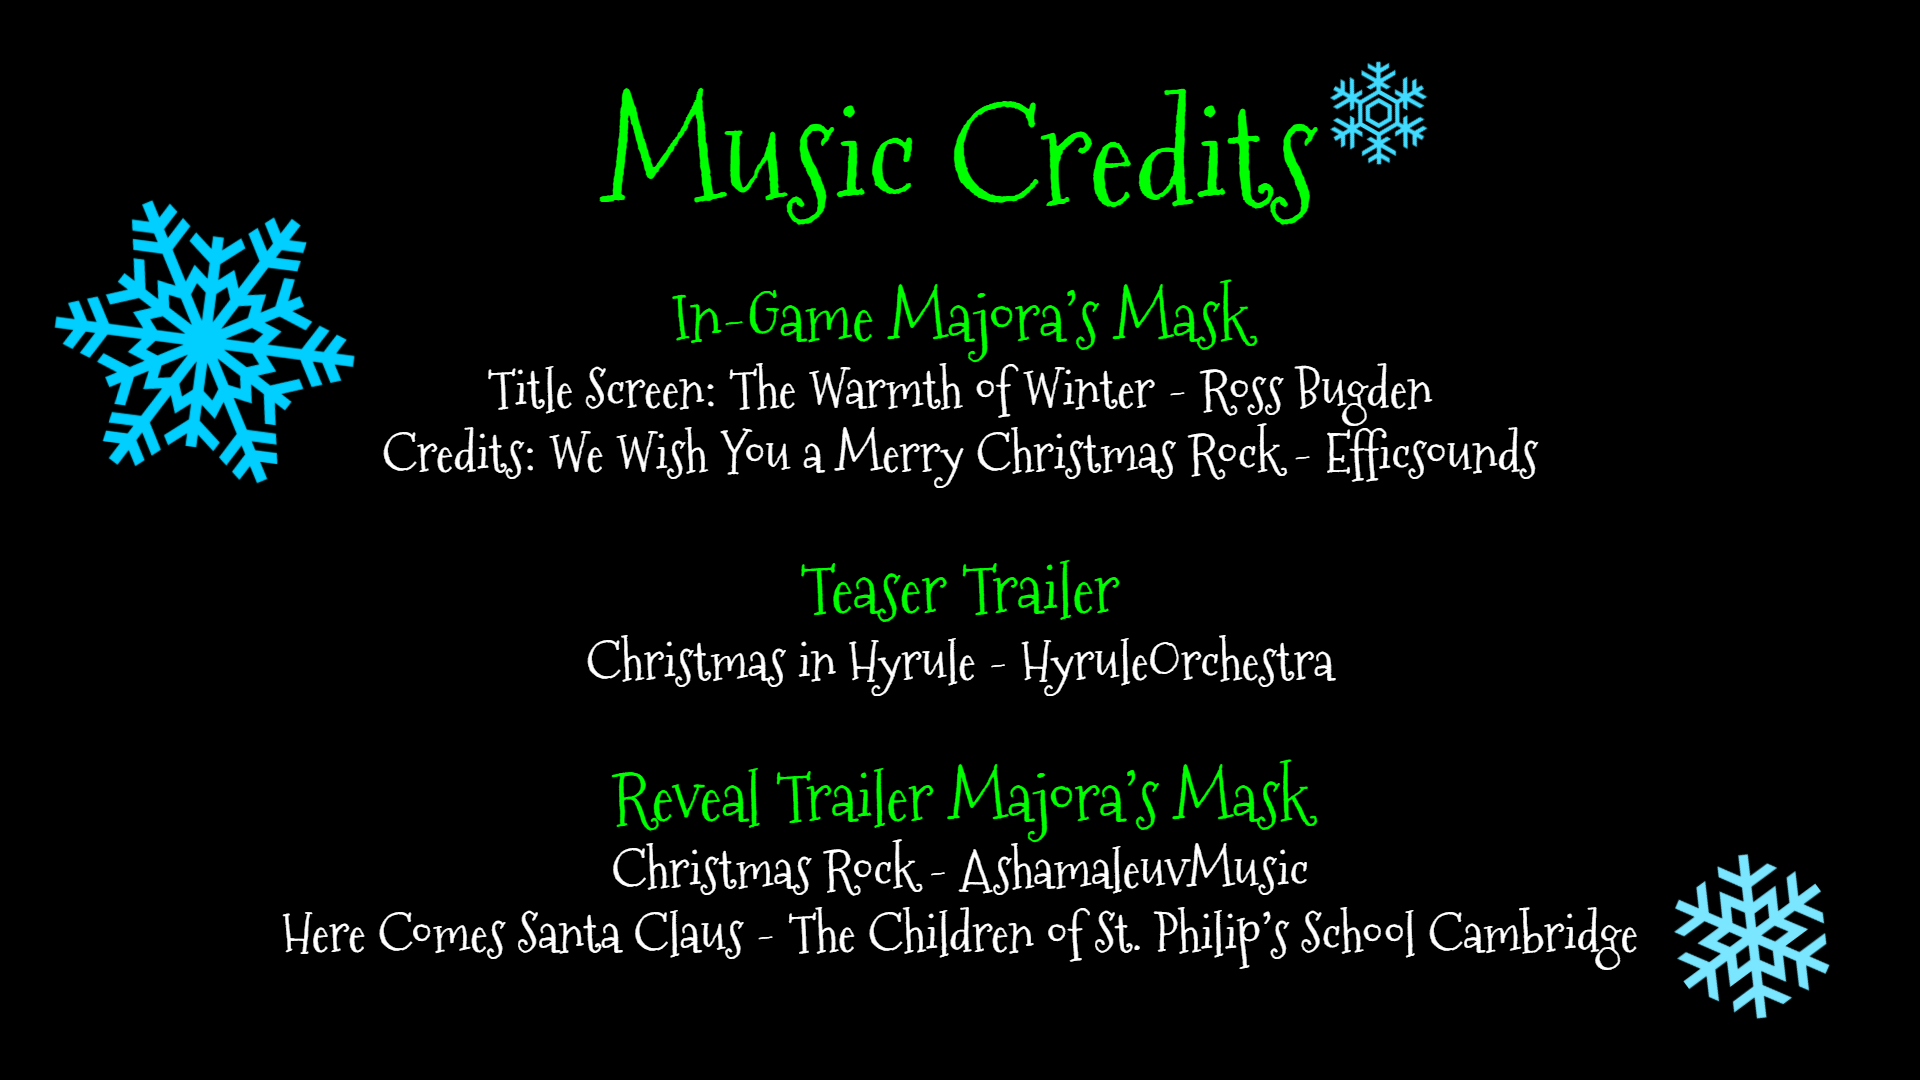 Music Credits
In-Game Majora’s Mask
Title Screen: The Warmth of Winter - Ross Bugden
Credits: We Wish You a Merry Christmas Rock - Efficsounds
Teaser Trailer
Christmas in Hyrule - HyruleOrchestra
Reveal Trailer Majora’s Mask
Christmas Rock - AshamaleuvMusic
Here Comes Santa Claus - The Children of St. Philip’s School Cambridge